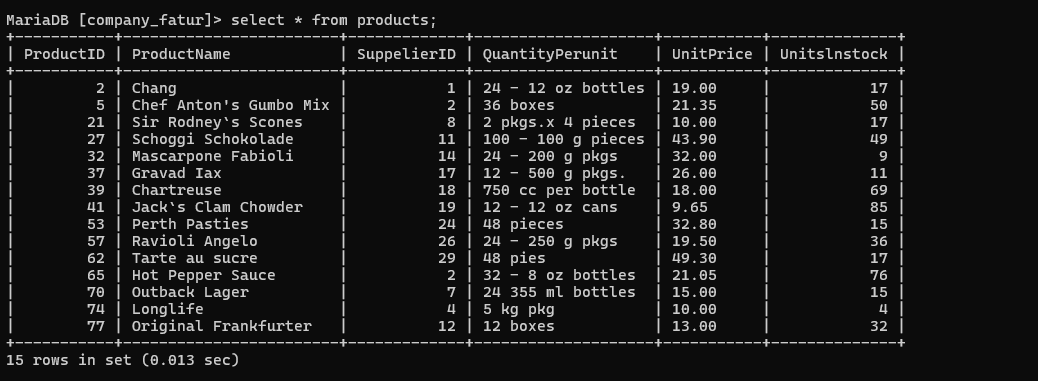 MariaDB [company_fatur]> select * from products;
+-----------+------------------------+-------------+--------------------+-----------+--------------+
| ProductID | ProductName            | SuppelierID | QuantityPerunit    | UnitPrice | Unitslnstock |
+-----------+------------------------+-------------+--------------------+-----------+--------------+
|         2 | Chang                  |           1 | 24 - 12 oz bottles | 19.00     |           17 |
|         5 | Chef Anton's Gumbo Mix |           2 | 36 boxes           | 21.35     |           50 |
|        21 | Sir Rodney`s Scones    |           8 | 2 pkgs.x 4 pieces  | 10.00     |           17 |
|        27 | Schoggi Schokolade     |          11 | 100 - 100 g pieces | 43.90     |           49 |
|        32 | Mascarpone Fabioli     |          14 | 24 - 200 g pkgs    | 32.00     |            9 |
|        37 | Gravad Iax             |          17 | 12 - 500 g pkgs.   | 26.00     |           11 |
|        39 | Chartreuse             |          18 | 750 cc per bottle  | 18.00     |           69 |
|        41 | Jack`s Clam Chowder    |          19 | 12 - 12 oz cans    | 9.65      |           85 |
|        53 | Perth Pasties          |          24 | 48 pieces          | 32.80     |           15 |
|        57 | Ravioli Angelo         |          26 | 24 - 250 g pkgs    | 19.50     |           36 |
|        62 | Tarte au sucre         |          29 | 48 pies            | 49.30     |           17 |
|        65 | Hot Pepper Sauce       |           2 | 32 - 8 oz bottles  | 21.05     |           76 |
|        70 | Outback Lager          |           7 | 24 355 ml bottles  | 15.00     |           15 |
|        74 | Longlife               |           4 | 5 kg pkg           | 10.00     |            4 |
|        77 | Original Frankfurter   |          12 | 12 boxes           | 13.00     |           32 |
+-----------+------------------------+-------------+--------------------+-----------+--------------+
15 rows in set (0.013 sec)